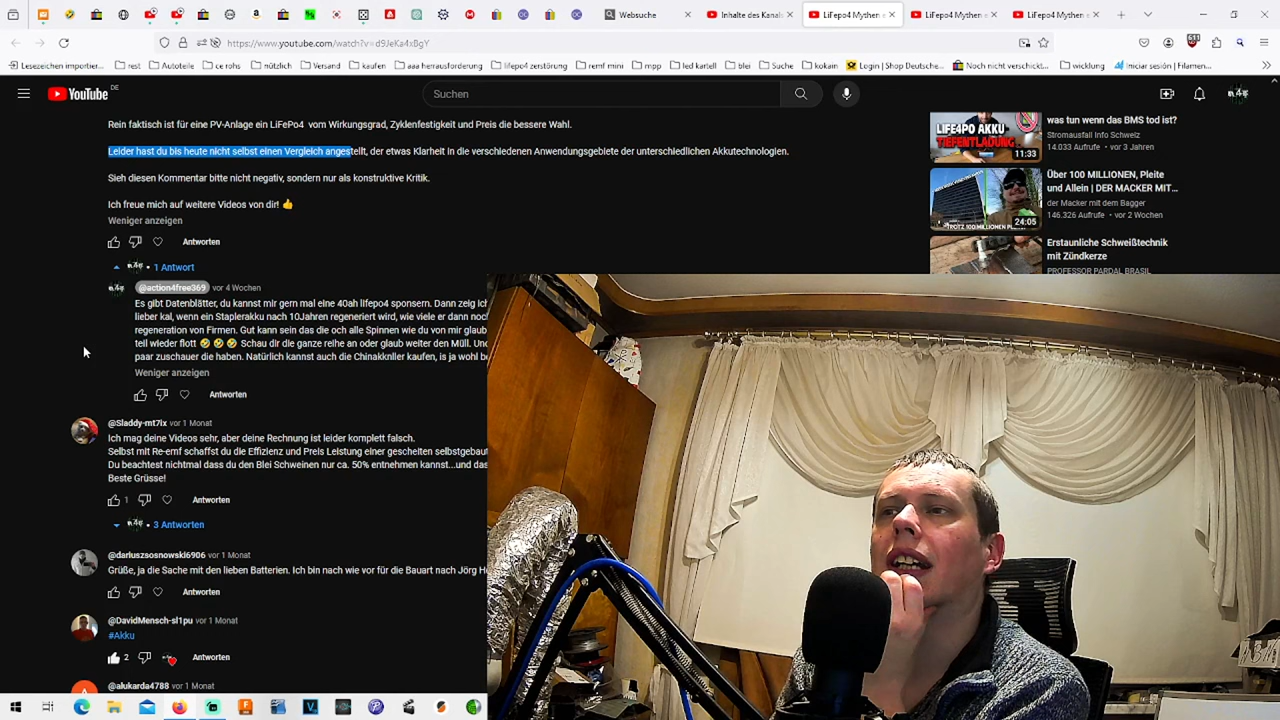 Websuche
Inhalte des Kanals
LiFepo4 Mythen e
LiFepo4 Mythen e
LiFepo4 Mythen e
https://www.youtube.com/watch?v=d9JeKa4xBgY
Lesezeichen importier...
rest
Autoteile
ce rohs
nützlich
Versand
kaufen
aaa herausforderung
lifepo4 zerstörung
remf mini
mpp
led kartell
blei
Suche
kokain
Login | Shop Deutsche...
Noch nicht verschickt...
wicklung
Iniciar sesión | Filamen...
YouTube DE
Suchen
Rein faktisch ist für eine PV-Anlage ein LiFePo4 vom Wirkungsgrad, Zyklenfestigkeit und Preis die bessere Wahl.
Leider hast du bis heute nicht selbst einen Vergleich angestellt, der etwas Klarheit in die verschiedenen Anwendungsgebiete der unterschiedlichen Akkutechnologien.
Sieh diesen Kommentar bitte nicht negativ, sondern nur als konstruktive Kritik.
Ich freue mich auf weitere Videos von dir! 👍
Weniger anzeigen
Antworten
1 Antwort
@action4free369 vor 4 Wochen
Es gibt Datenblätter, du kannst mir gern mal eine 40ah lifepo4 sponsern. Dann zeig ich
lieber kal, wenn ein Staplerakku nach 10Jahren regeneriert wird, wie viele er dann noch
regeneration von Firmen. Gut kann sein das die och alle Spinnen wie du von mir glaub
teil wieder flott 🤣 🤣 🤣 Schau dir die ganze reihe an oder glaub weiter den Müll. Und
paar zuschauer die haben. Natürlich kannst auch die Chinakknller kaufen, is ja wohl be
Weniger anzeigen
Antworten
@Sladdy-mt7ix vor 1 Monat
Ich mag deine Videos sehr, aber deine Rechnung ist leider komplett falsch.
Selbst mit Re-emf schaffst du die Effizienz und Preis Leistung einer gescheiten selbstgebaut
Du beachtest nichtmal dass du den Blei Schweinen nur ca. 50% entnehmen kannst...und das
Beste Grüsse!
1 Antworten
3 Antworten
@dariuszsosnowski6906 vor 1 Monat
Grüße, ja die Sache mit den lieben Batterien. Ich bin nach wie vor für die Bauart nach Jörg H
Antworten
@DavidMensch-sl1pu vor 1 Monat
#Akku
2 Antworten
@alukarda4788 vor 1 Monat
LIFE4PO AKKU
TIEFENTLADUNG
11:33
was tun wenn das BMS tod ist?
Stromausfall Info Schweiz
14.033 Aufrufe • vor 3 Jahren
TROTZ 100 MILLIONEN
24:05
Über 100 MILLIONEN, Pleite
und Allein | DER MACKER MIT...
der Macker mit dem Bagger
146.326 Aufrufe • vor 2 Wochen
Erstaunliche Schweißtechnik
mit Zündkerze
PROFESSOR PARDAL BRASIL